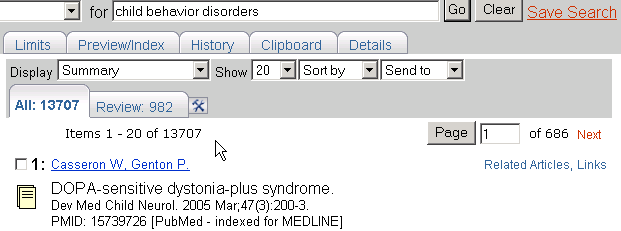 for child behavior disorders Go Clear Save Search
Limits Preview/Index History Clipboard Details
Display Summary Show 20 Sort by Send to
All: 13707 Review: 982
Items 1 - 20 of 13707 Page 1 of 686 Next
1: Casseron W, Genton P. Related Articles, Links
DOPA-sensitive dystonia-plus syndrome.
Dev Med Child Neurol. 2005 Mar;47(3):200-3.
PMID: 15739726 [PubMed - indexed for MEDLINE]